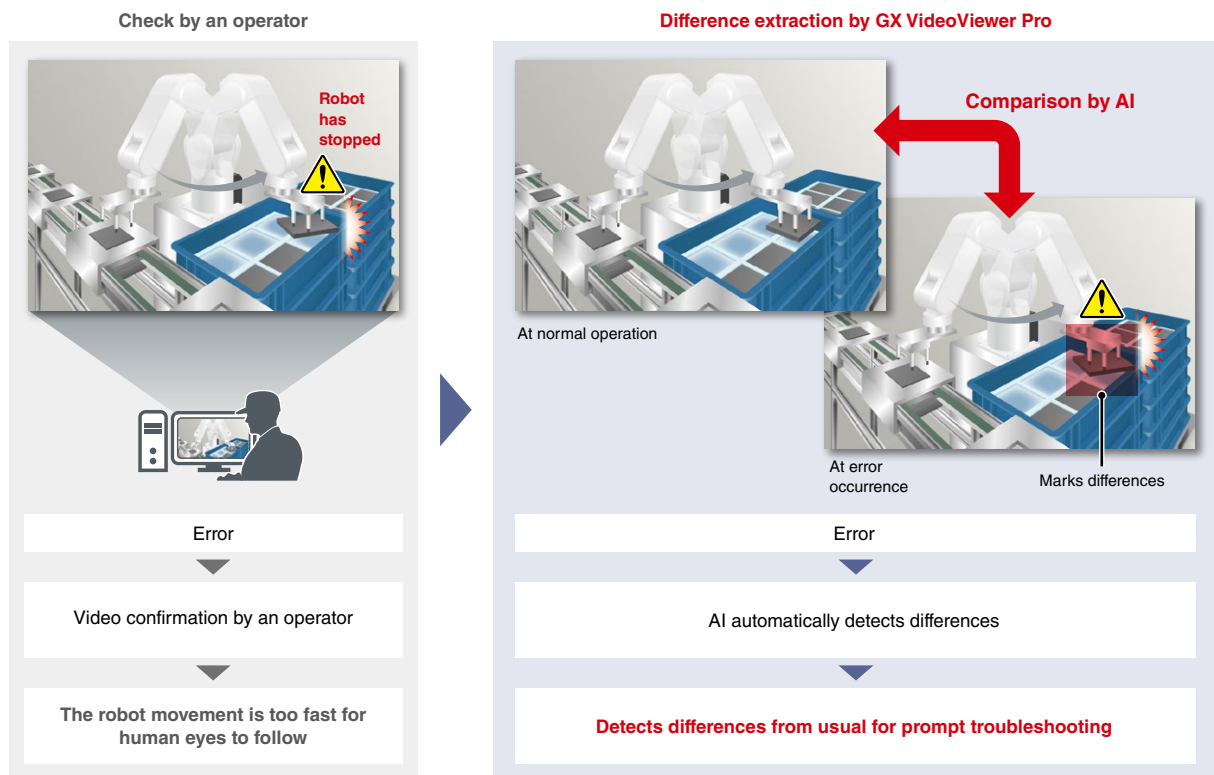 Check by an operator
Robot
has
stopped
Error
Video confirmation by an operator
The robot movement is too fast for
human eyes to follow
Difference extraction by GX VideoViewer Pro
Comparison by AI
At normal operation
At error
occurrence
Marks differences
Error
AI automatically detects differences
Detects differences from usual for prompt troubleshooting